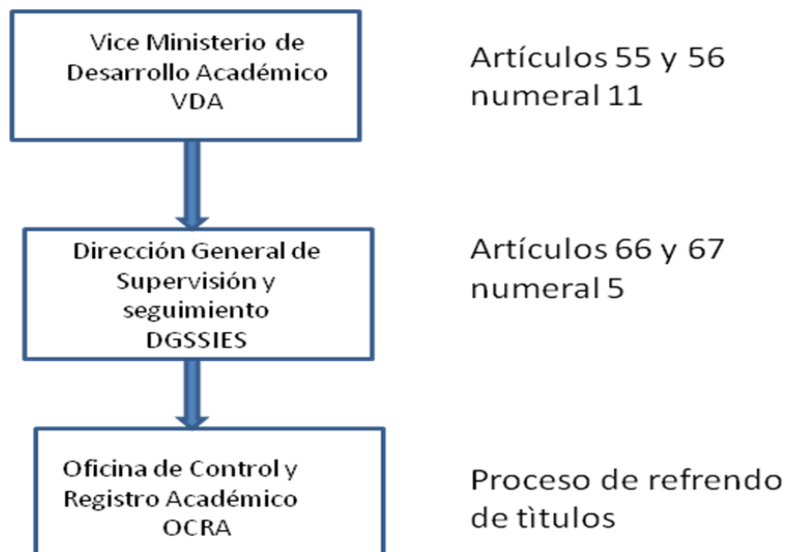 Vice Ministerio de
Desarrollo Académico
VDA
Artículos 55 y 56
numeral 11
Dirección General de
Supervisión y
seguimiento
DGSSIES
Artículos 66 y 67
numeral 5
Oficina de Control y
Registro Académico
OCRA
Proceso de refrendo
de tìtulos